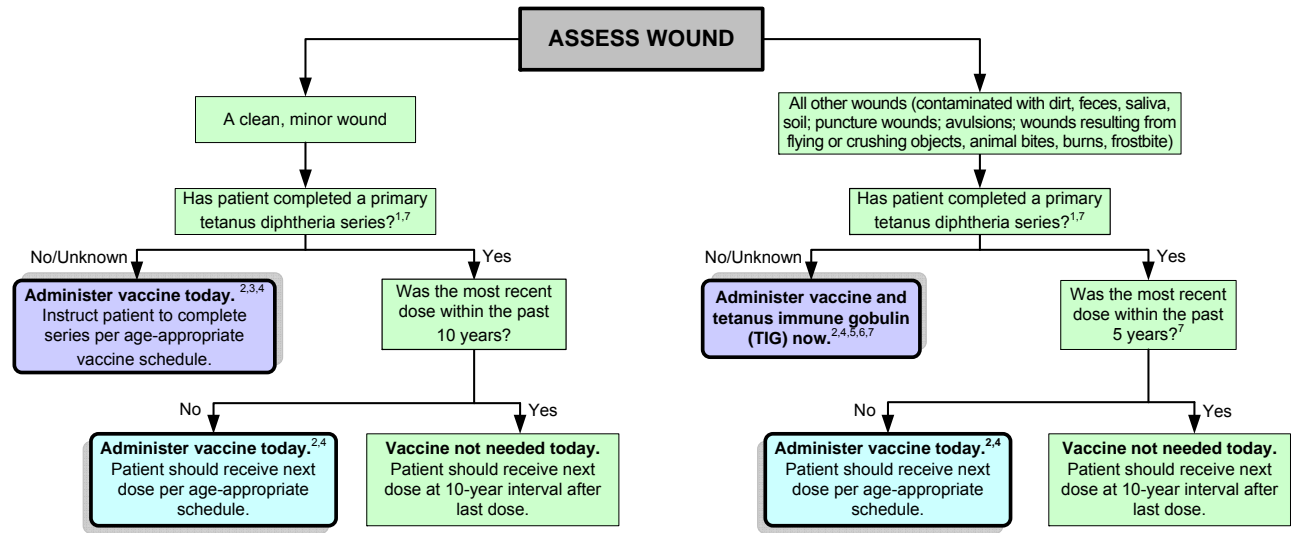 ASSESS WOUND
A clean, minor wound
Has patient completed a primary
tetanus diphtheria series?1,7
No/Unknown
Yes
Administer vaccine today. 2,3,4
Instruct patient to complete
series per age-appropriate
vaccine schedule.
Was the most recent
dose within the past
10 years?
No
Yes
Administer vaccine today.2,4
Patient should receive next
dose per age-appropriate
schedule.
Vaccine not needed today.
Patient should receive next
dose at 10-year interval after
last dose.
All other wounds (contaminated with dirt, feces, saliva,
soil; puncture wounds; avulsions; wounds resulting from
flying or crushing objects, animal bites, burns, frostbite)
Has patient completed a primary
tetanus diphtheria series?1,7
No/Unknown
Yes
Administer vaccine and
tetanus immune gobulin
(TIG) now.2,4,5,6,7
Was the most recent
dose within the past
5 years?7
No
Yes
Administer vaccine today.2,4
Patient should receive next
dose per age-appropriate
schedule.
Vaccine not needed today.
Patient should receive next
dose at 10-year interval after
last dose.